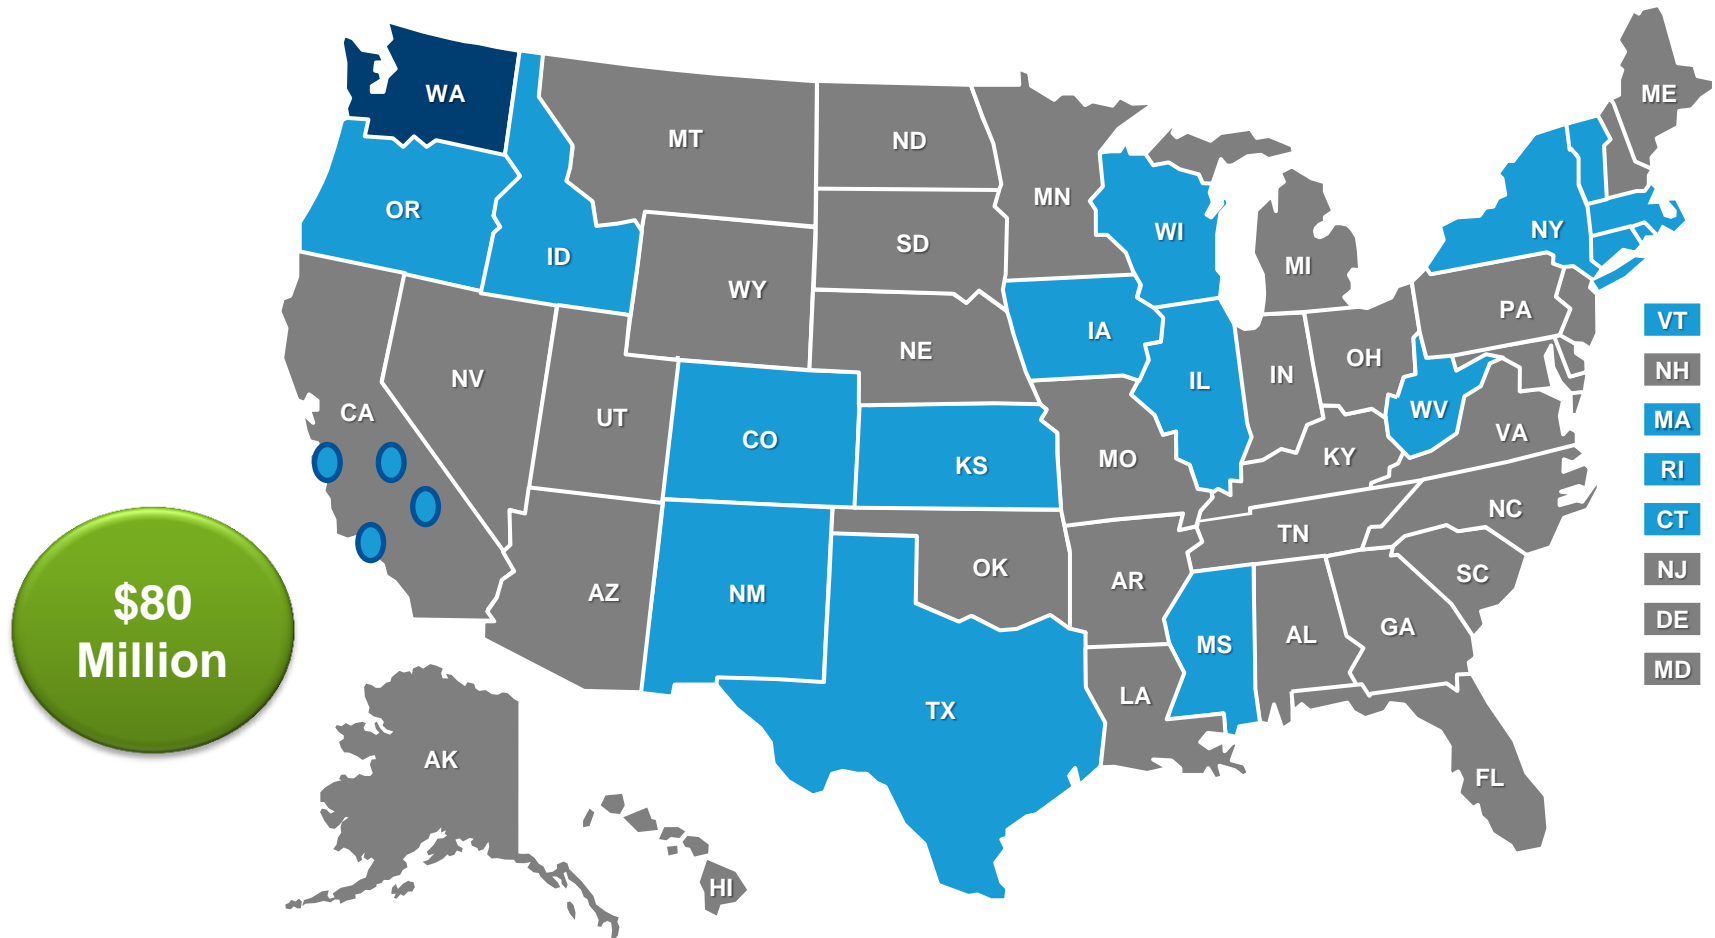 WA
ME
MT
ND
MN
OR
WI
NY
SD
ID
MI
WY
PA
VT
IA
NE
OH
NH
NV
IN
IL
CA
UT
WV
MA
CO
VA
KS
MO
KY
RI
NC
CT
TN
OK
NJ
SC
AR
AZ
NM
$80
Million
GA
DE
AL
MS
MD
LA
TX
AK
FL
HI